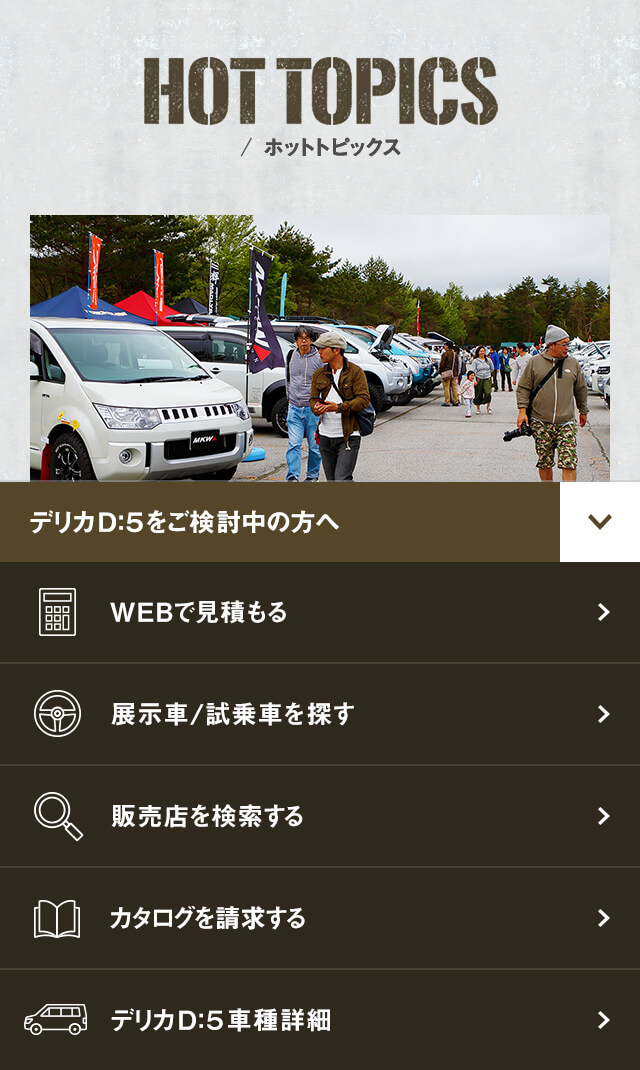 HOT TOPICS
/ ホットトピックス
MKW
デリカD:5をご検討中の方へ
WEBで見積もる
展示車/試乗車を探す
販売店を検索する
カタログを請求する
デリカD:5車種詳細